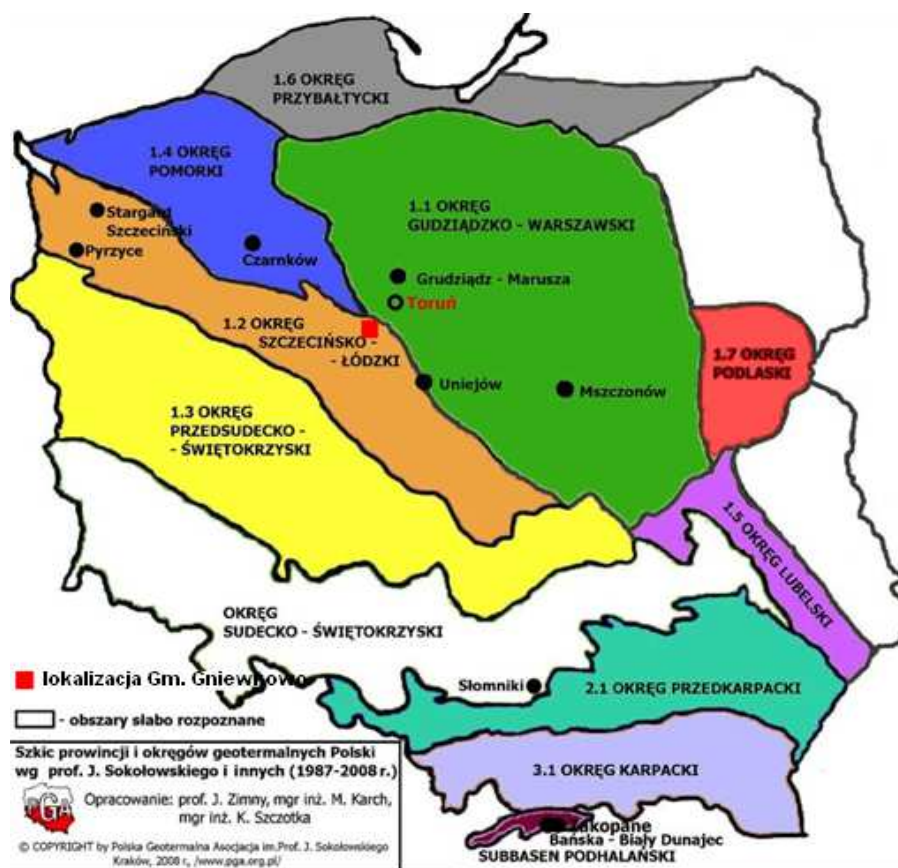 1.6 OKRĘG
PRZYBAŁTYCKI
1.4 OKRĘG
POMORKI
1.1 OKRĘG
GUDZIĄDZKO - WARSZAWSKI
Stargard
Szczeciński
Pyrzyce
Czarnków
Grudziądz - Marusza
Toruń
1.2 OKRĘG
SZCZECIŃSKO -
- ŁÓDZKI
1.7 OKRĘG
PODLASKI
Uniejów
Mszczonów
1.3 OKRĘG
PRZEDSUDECKO -
- ŚWIĘTOKRZYSKI
1.5 OKRĘG LUBELSKI
OKRĘG
SUDECKO - ŚWIĘTOKRZYSKI
lokalizacja Gm. Gniewkowo
Słomniki
2.1 OKRĘG PRZEDKARPACKI
- obszary słabo rozpoznane
Szkic prowincji i okręgów geotermalnych Polski
wg prof. J. Sokołowskiego i innych (1987-2008 r.)
PGA
Opracowanie: prof. J. Zimny, mgr inż. M. Karch,
mgr inż. K. Szczotka
© COPYRIGHT by Polska Geotermalna Asocjacja im.Prof. J. Sokołowskiego
Kraków, 2008 r, /www.pga.org.pl/
3.1 OKRĘG KARPACKI
Zakopane
Bańska - Biały Dunajec
SUBBASEN PODHALAŃSKI